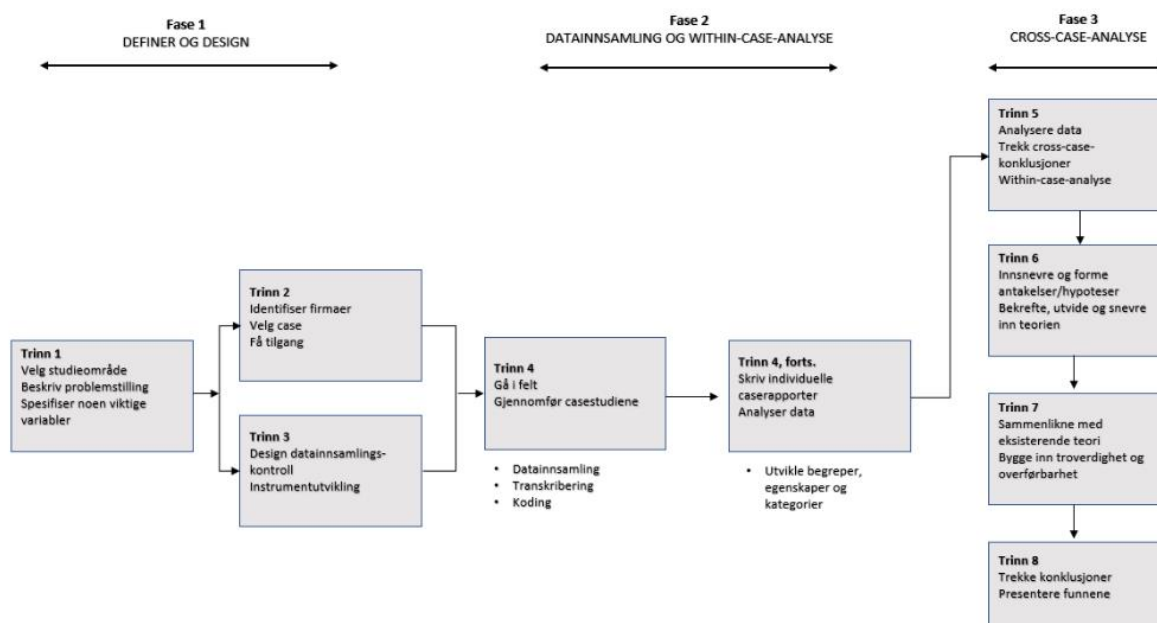 Fase 1
DEFINER OG DESIGN
Fase 2
DATAINNSAMLING OG WITHIN-CASE-ANALYSE
Fase 3
CROSS-CASE-ANALYSE
Trinn 1
Velg studieområde
Beskriv problemstilling
Spesifiser noen viktige
variabler
Trinn 2
Identifiser firmaer
Velg case
Få tilgang
Trinn 3
Design datainnsamlings-
kontroll
Instrumentutvikling
Trinn 4
Gå i felt
Gjennomfør casestudiene
• Datainnsamling
• Transkribering
• Koding
Trinn 4, forts.
Skriv individuelle
caserapporter
Analyser data
• Utvikle begreper,
egenskaper og
kategorier
Trinn 5
Analysere data
Trekk cross-case-
konklusjoner
Within-case-analyse
Trinn 6
Innsnevre og forme
antakelser/hypoteser
Bekrefte, utvide og snevre
inn teorien
Trinn 7
Sammenlikne med
eksisterende teori
Bygge inn troverdighet og
overførbarhet
Trinn 8
Trekke konklusjoner
Presentere funnene